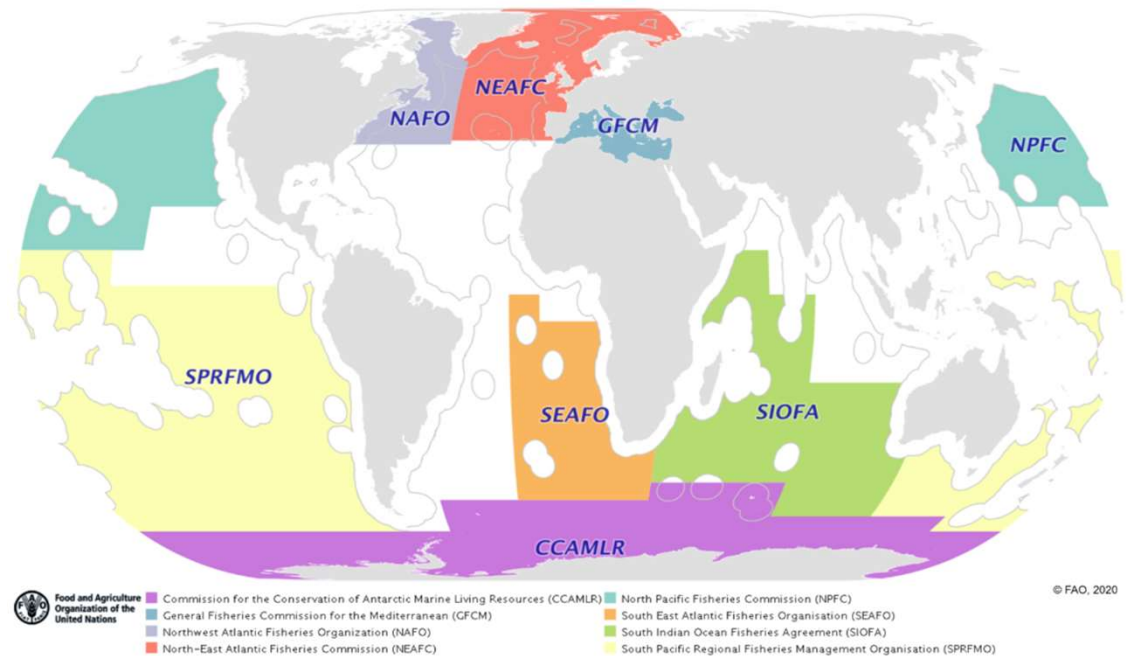 NEAFC
NAFO
GFCM
NPFC
SPRFMO
SEAFO
SIOFA
CCAMLR
© FAO, 2020
FAO
FIAT PANIS
Food and Agriculture
Organization of the
United Nations
Commission for the Conservation of Antarctic Marine Living Resources (CCAMLR)
General Fisheries Commission for the Mediterranean (GFCM)
Northwest Atlantic Fisheries Organization (NAFO)
North-East Atlantic Fisheries Commission (NEAFC)
North Pacific Fisheries Commission (NPFC)
South East Atlantic Fisheries Organisation (SEAFO)
South Indian Ocean Fisheries Agreement (SIOFA)
South Pacific Regional Fisheries Management Organisation (SPRFMO)